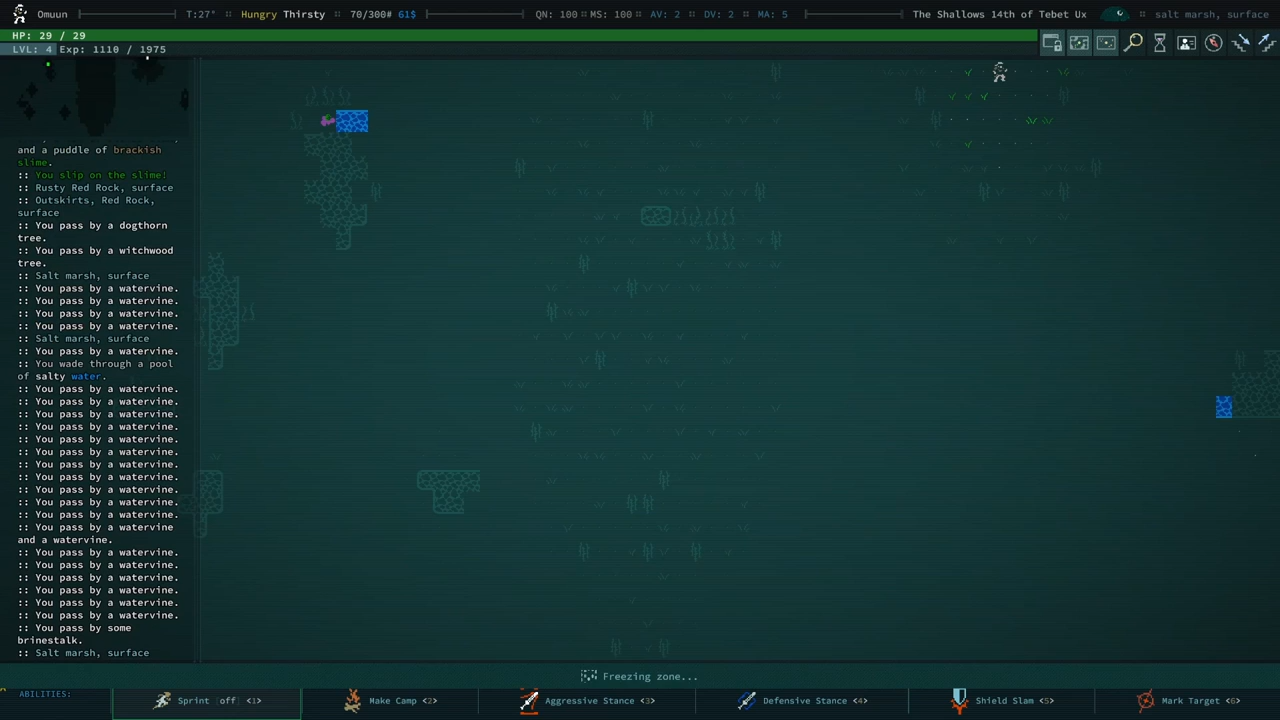 Omuun T:27° :: Hungry Thirsty :: 70/300# 61$ QN: 100 :: MS: 100 :: AV: 2 :: DV: 2 :: MA: 5 The Shallows 14th of Tebet Ux :: salt marsh, surface
HP: 29 / 29
LVL: 4 Exp: 1110 / 1975
and a puddle of brackish
slime.
:: You slip on the slime!
:: Rusty Red Rock, surface
:: Outskirts, Red Rock,
surface
:: You pass by a dogthorn
tree.
:: You pass by a witchwood
tree.
:: Salt marsh, surface
:: You pass by a watervine.
:: You pass by a watervine.
:: You pass by a watervine.
:: You pass by a watervine.
:: Salt marsh, surface
:: You pass by a watervine.
:: You wade through a pool
of salty water.
:: You pass by a watervine.
:: You pass by a watervine.
:: You pass by a watervine.
:: You pass by a watervine.
:: You pass by a watervine.
:: You pass by a watervine.
:: You pass by a watervine.
:: You pass by a watervine.
:: You pass by a watervine.
:: You pass by a watervine.
:: You pass by a watervine.
:: You pass by a watervine
and a watervine.
:: You pass by a watervine.
:: You pass by a watervine.
:: You pass by a watervine.
:: You pass by a watervine.
:: You pass by a watervine.
:: You pass by a watervine.
:: You pass by some
brinestalk.
:: Salt marsh, surface
Freezing zone...
ABILITIES: Sprint [off] <1> Make Camp <2> Aggressive Stance <3> Defensive Stance <4> Shield Slam <5> Mark Target <6>